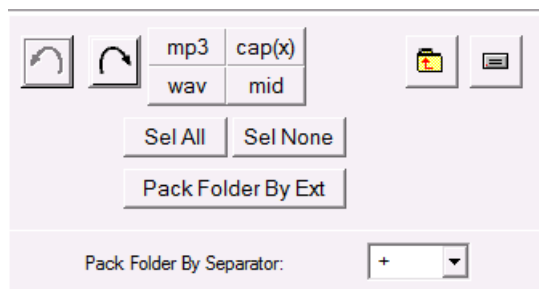 mp3 cap(x)
wav mid
Sel All Sel None
Pack Folder By Ext
Pack Folder By Separator: +